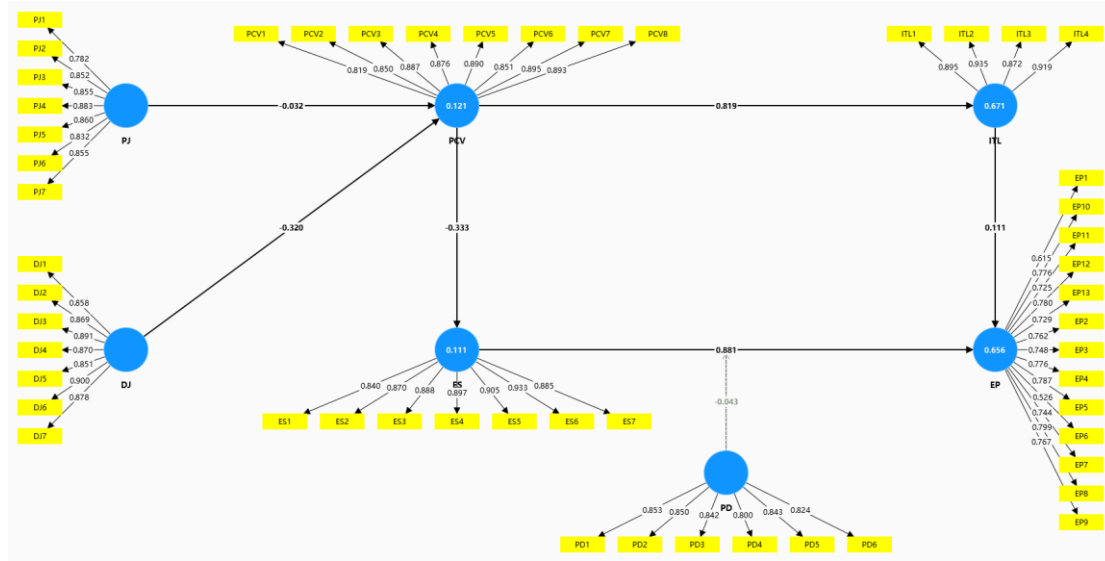 PJ1
PJ2
PJ3
PJ4
PJ5
PJ6
PJ7
0.782
0.852
0.855
0.883
0.860
0.832
0.855
PJ
-0.032
PCV1 PCV2 PCV3 PCV4 PCV5 PCV6 PCV7 PCV8
0.819 0.850 0.887 0.876 0.890 0.851 0.895 0.893
0.121
PCV
0.819
ITL1 ITL2 ITL3 ITL4
0.895 0.935 0.872 0.919
0.671
ITL
-0.320
-0.333
0.111
DJ1
DJ2
DJ3
DJ4
DJ5
DJ6
DJ7
0.858
0.869
0.891
0.870
0.851
0.900
0.878
DJ
0.111
ES
0.840 0.870 0.888 0.897 0.905 0.933 0.885
ES1 ES2 ES3 ES4 ES5 ES6 ES7
0.881
-0.043
PD
0.853 0.850 0.842 0.800 0.843 0.824
PD1 PD2 PD3 PD4 PD5 PD6
0.656
EP
0.615
0.776
0.725
0.780
0.729
0.762
0.748
0.776
0.787
0.526
0.744
0.799
0.767
EP1
EP10
EP11
EP12
EP13
EP2
EP3
EP4
EP5
EP6
EP7
EP8
EP9